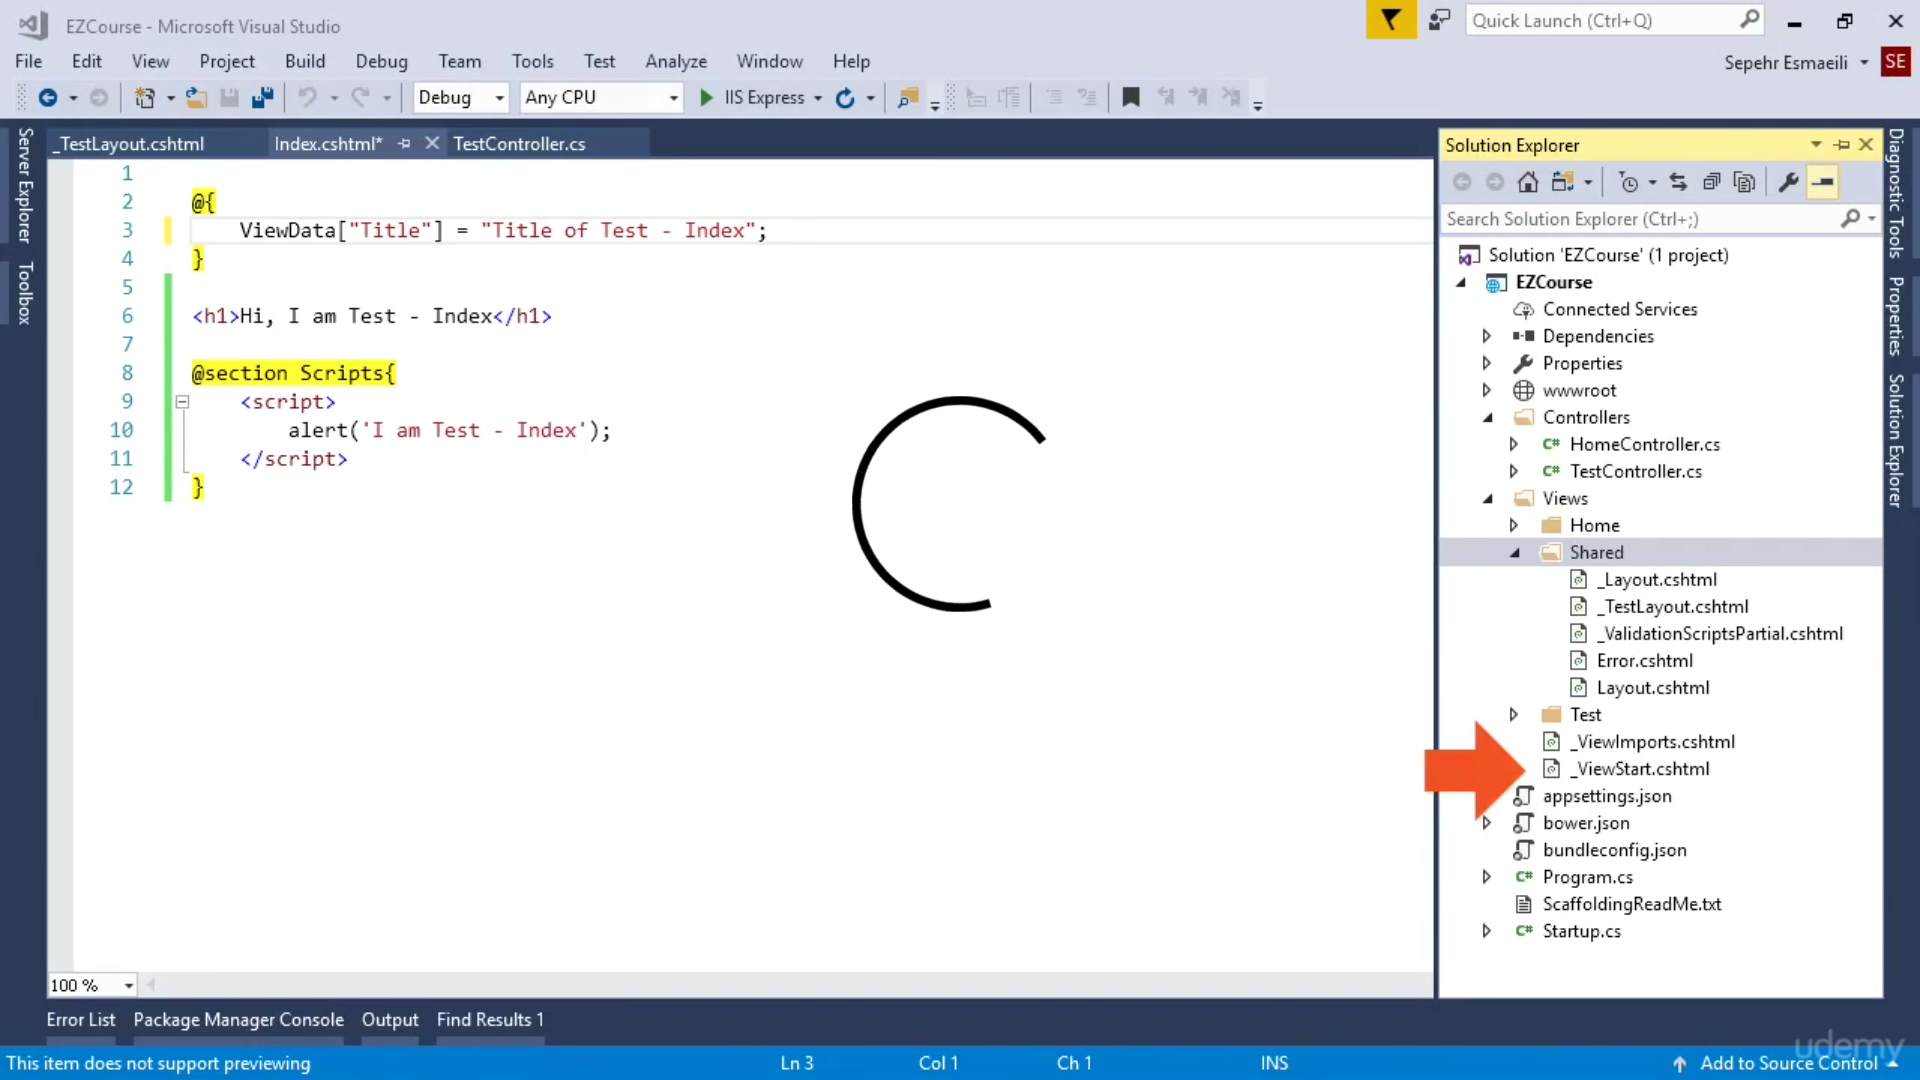 EZCourse - Microsoft Visual Studio
Quick Launch (Ctrl+Q)
File Edit View Project Build Debug Team Tools Test Analyze Window Help
Sepehr Esmaeili SE
Debug Any CPU IIS Express
Server Explorer
Toolbox
_TestLayout.cshtml Index.cshtml* TestController.cs
1
2 @{
3 ViewData["Title"] = "Title of Test - Index";
4 }
5
6 <h1>Hi, I am Test - Index</h1>
7
8 @section Scripts{
9 <script>
10 alert('I am Test - Index');
11 </script>
12 }
100 %
Solution Explorer
Search Solution Explorer (Ctrl+;)
Solution 'EZCourse' (1 project)
EZCourse
Connected Services
Dependencies
Properties
wwwroot
Controllers
C# HomeController.cs
C# TestController.cs
Views
Home
Shared
_Layout.cshtml
_TestLayout.cshtml
_ValidationScriptsPartial.cshtml
Error.cshtml
Layout.cshtml
Test
_ViewImports.cshtml
_ViewStart.cshtml
appsettings.json
bower.json
bundleconfig.json
C# Program.cs
ScaffoldingReadMe.txt
C# Startup.cs
Diagnostic Tools
Properties
Solution Explorer
Error List Package Manager Console Output Find Results 1
This item does not support previewing Ln 3 Col 1 Ch 1 INS Add to Source Control
udemy